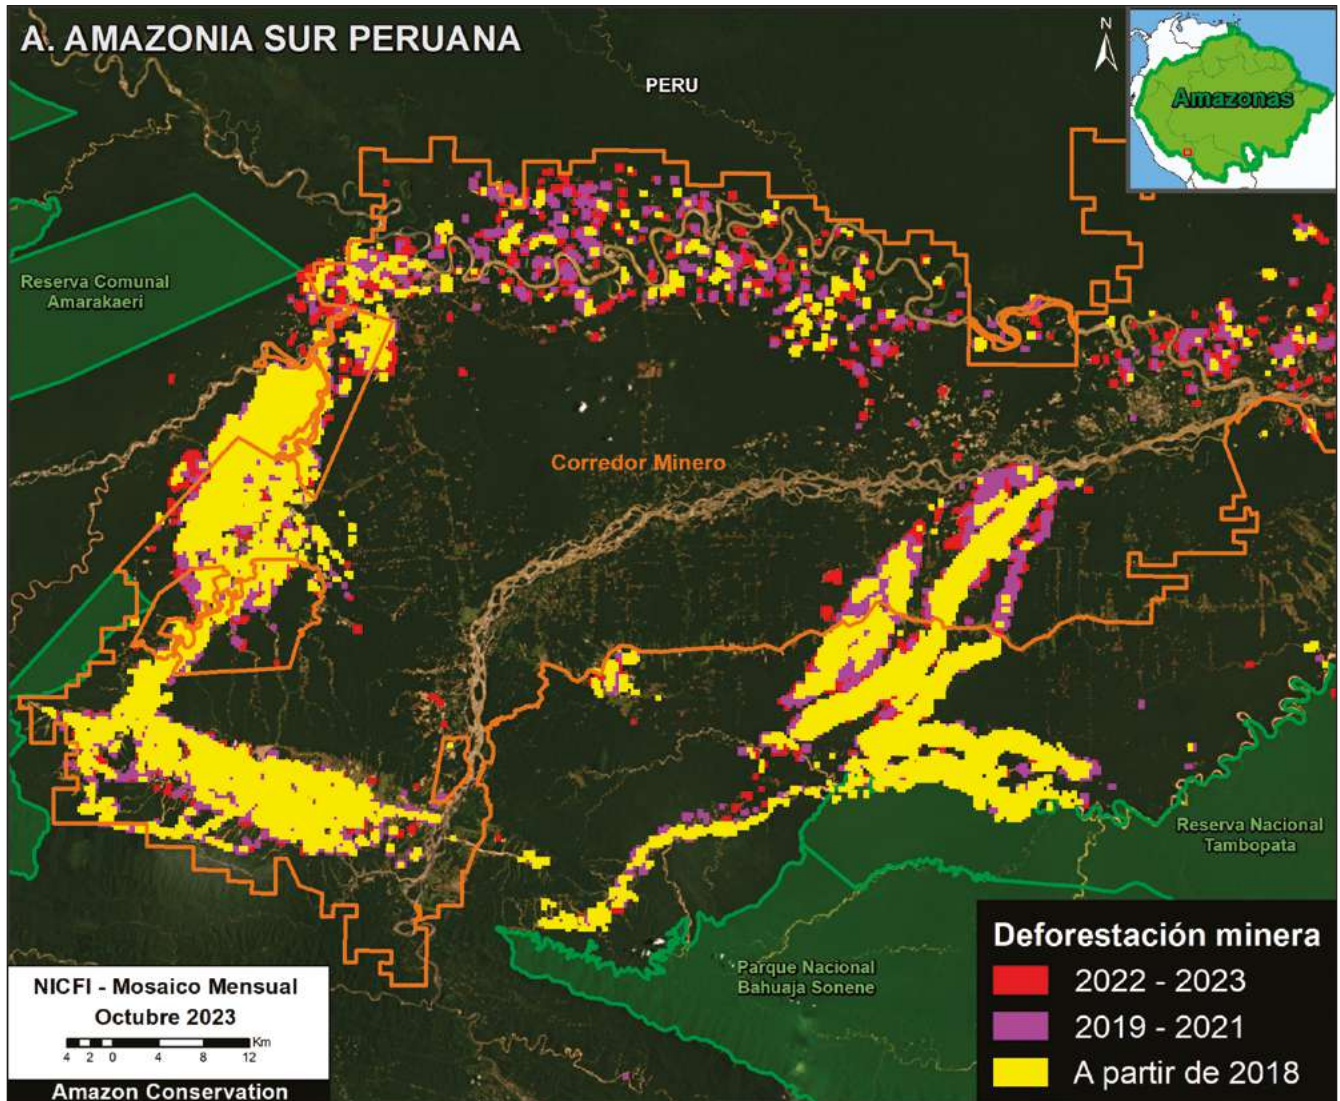 A. AMAZONIA SUR PERUANA
N
PERU
Amazonas
Reserva Comunal
Amarakaeri
Corredor Minero
Reserva Nacional
Tambopata
Parque Nacional
Bahuaja Sonene
NICFI - Mosaico Mensual
Octubre 2023
Km
4 2 0 4 8 12
Amazon Conservation
Deforestación minera
2022 - 2023
2019 - 2021
A partir de 2018